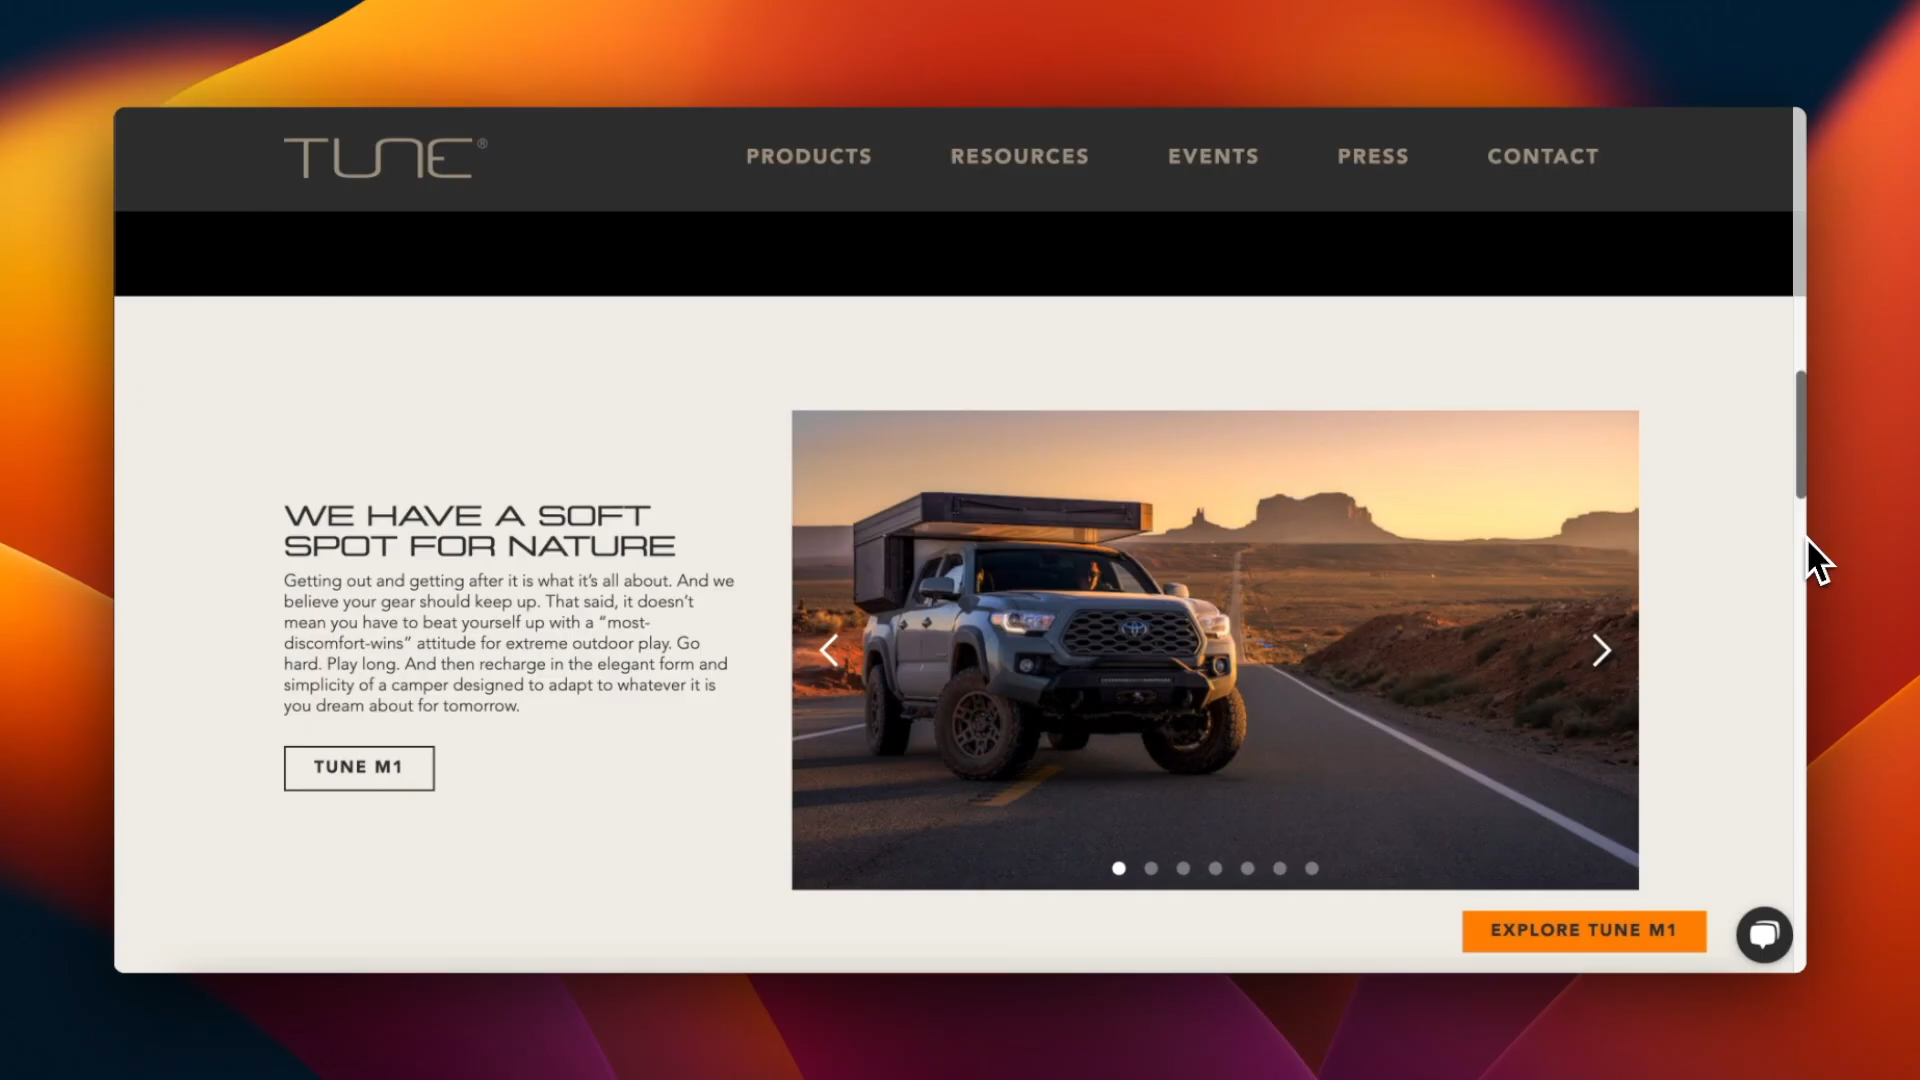 TUNE®
PRODUCTS
RESOURCES
EVENTS
PRESS
CONTACT
WE HAVE A SOFT
SPOT FOR NATURE
Getting out and getting after it is what it’s all about. And we
believe your gear should keep up. That said, it doesn’t
mean you have to beat yourself up with a “most-
discomfort-wins” attitude for extreme outdoor play. Go
hard. Play long. And then recharge in the elegant form and
simplicity of a camper designed to adapt to whatever it is
you dream about for tomorrow.
TUNE M1
EXPLORE TUNE M1